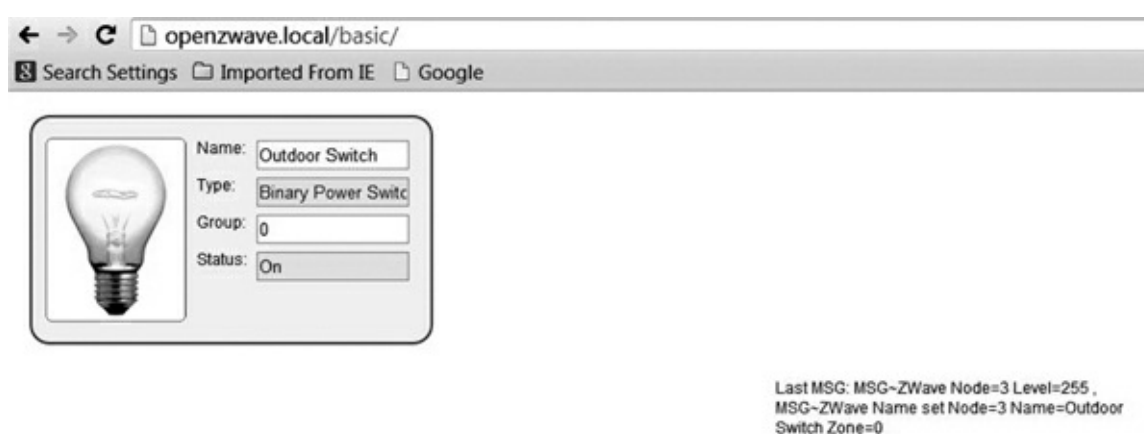 openzwave.local/basic/
Search Settings Imported From IE Google
Name: Outdoor Switch
Type: Binary Power Switc
Group: 0
Status: On
Last MSG: MSG~ZWave Node=3 Level=255 ,
MSG~ZWave Name set Node=3 Name=Outdoor
Switch Zone=0